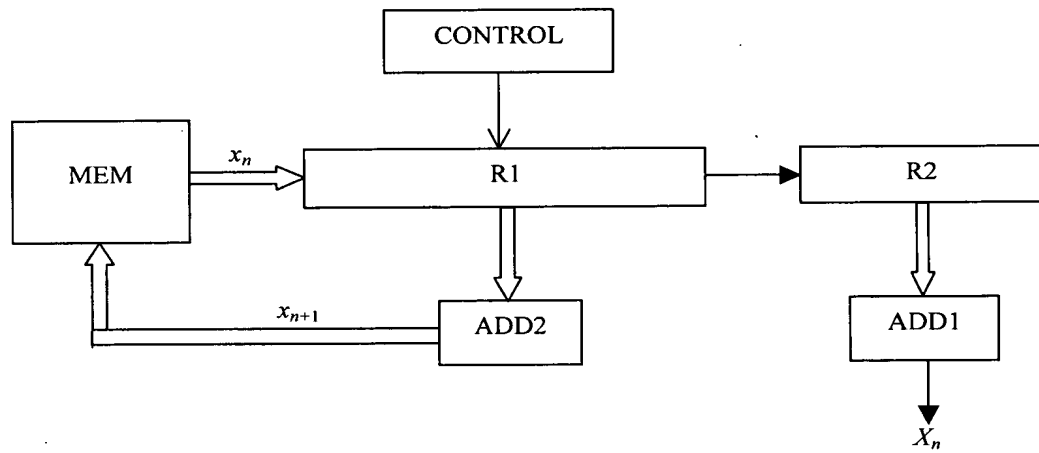 CONTROL
x_n
MEM
R1
R2
x_{n+1}
ADD2
ADD1
X_n